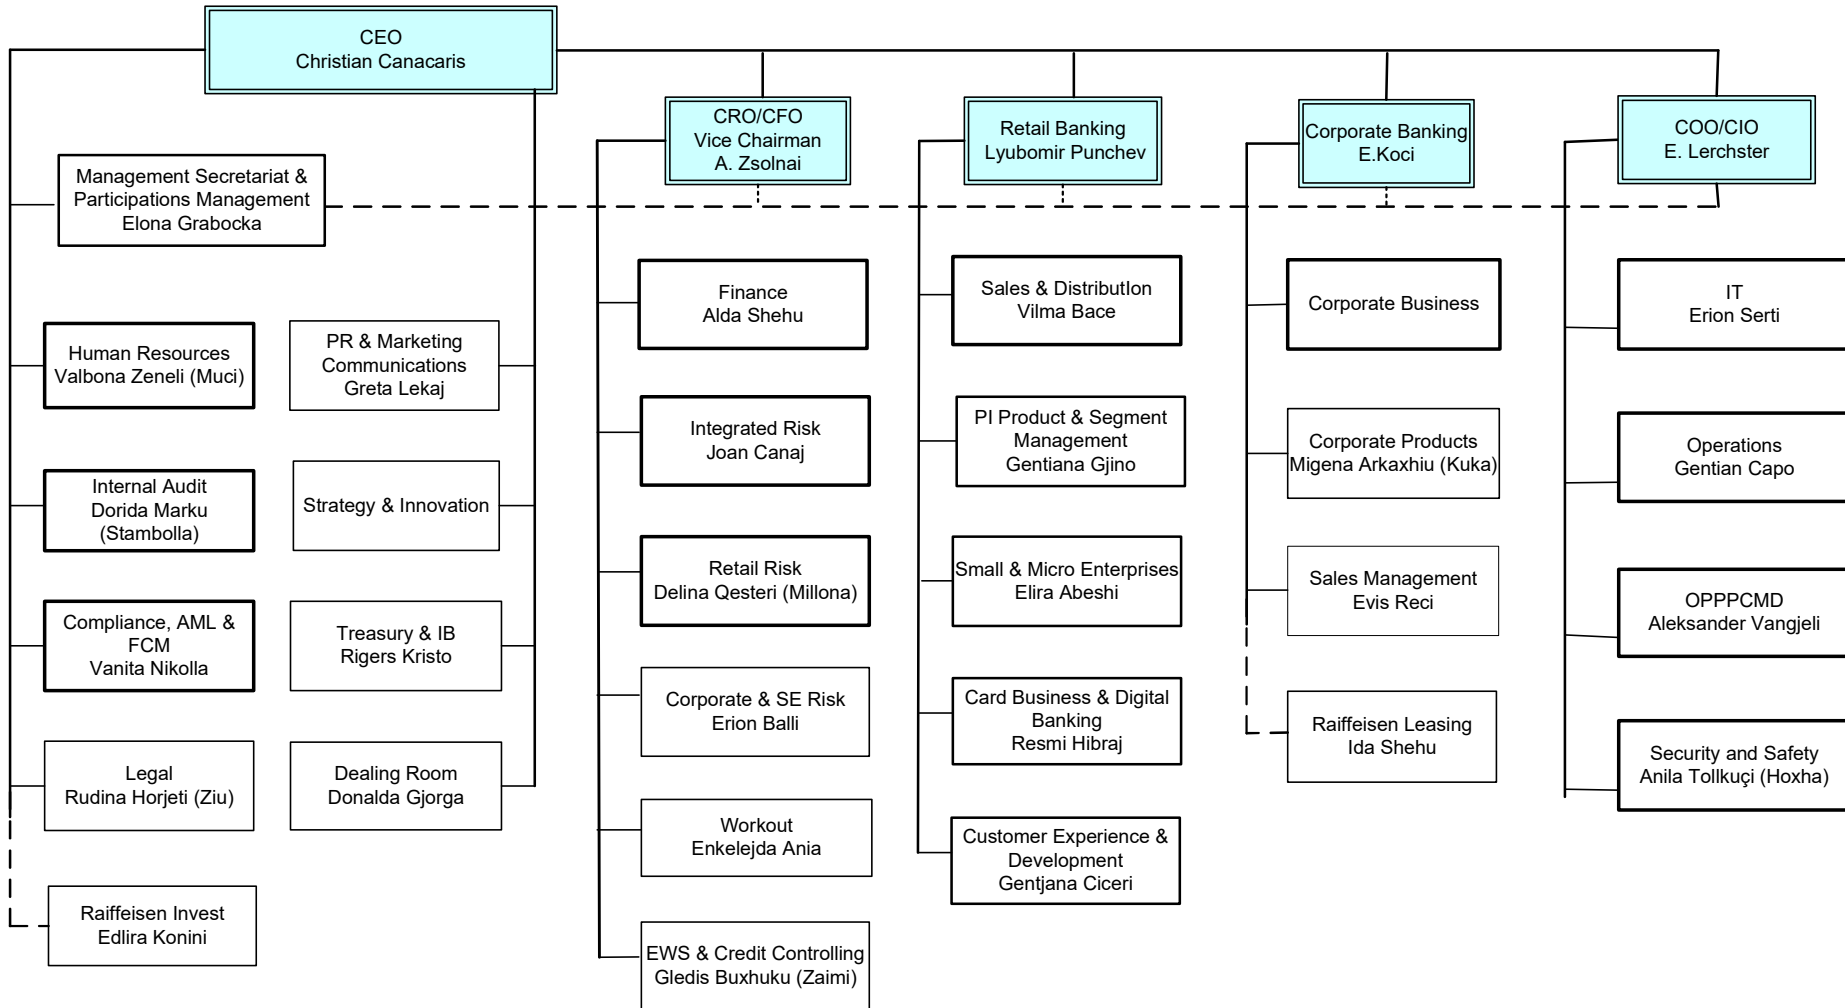 CEO
Christian Canacaris
CRO/CFO
Vice Chairman
A. Zsolnai
Retail Banking
Lyubomir Punchev
Corporate Banking
E.Koci
COO/CIO
E. Lerchster
Management Secretariat &
Participations Management
Elona Grabocka
Human Resources
Valbona Zeneli (Muci)
Internal Audit
Dorida Marku
(Stambolla)
Compliance, AML &
FCM
Vanita Nikolla
Legal
Rudina Horjeti (Ziu)
Raiffeisen Invest
Edlira Konini
PR & Marketing
Communications
Greta Lekaj
Strategy & Innovation
Treasury & IB
Rigers Kristo
Dealing Room
Donalda Gjorga
Finance
Alda Shehu
Integrated Risk
Joan Canaj
Retail Risk
Delina Qesteri (Millona)
Corporate & SE Risk
Erion Balli
Workout
Enkelejda Ania
EWS & Credit Controlling
Gledis Buxhuku (Zaimi)
Sales & DistributIon
Vilma Bace
PI Product & Segment
Management
Gentiana Gjino
Small & Micro Enterprises
Elira Abeshi
Card Business & Digital
Banking
Resmi Hibraj
Customer Experience &
Development
Gentjana Ciceri
Corporate Business
Corporate Products
Migena Arkaxhiu (Kuka)
Sales Management
Evis Reci
Raiffeisen Leasing
Ida Shehu
IT
Erion Serti
Operations
Gentian Capo
OPPPCMD
Aleksander Vangjeli
Security and Safety
Anila Tollkuçi (Hoxha)